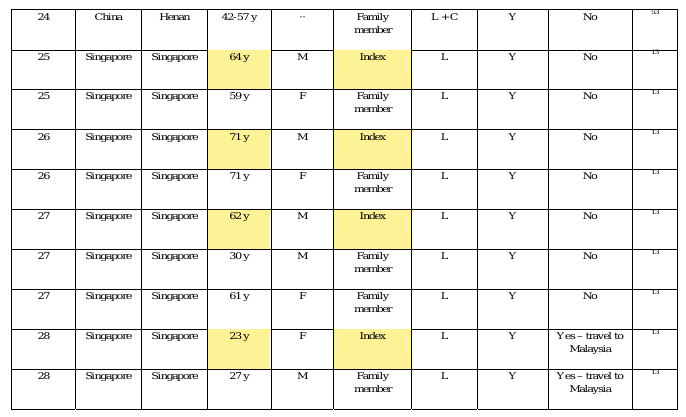 24 China Henan 42-57 y ·· Family member L + C Y No 53
25 Singapore Singapore 64 y M Index L Y No 13
25 Singapore Singapore 59 y F Family member L Y No 13
26 Singapore Singapore 71 y M Index L Y No 13
26 Singapore Singapore 71 y F Family member L Y No 13
27 Singapore Singapore 62 y M Index L Y No 13
27 Singapore Singapore 30 y M Family member L Y No 13
27 Singapore Singapore 61 y F Family member L Y No 13
28 Singapore Singapore 23 y F Index L Y Yes – travel to Malaysia 13
28 Singapore Singapore 27 y M Family member L Y Yes – travel to Malaysia 13